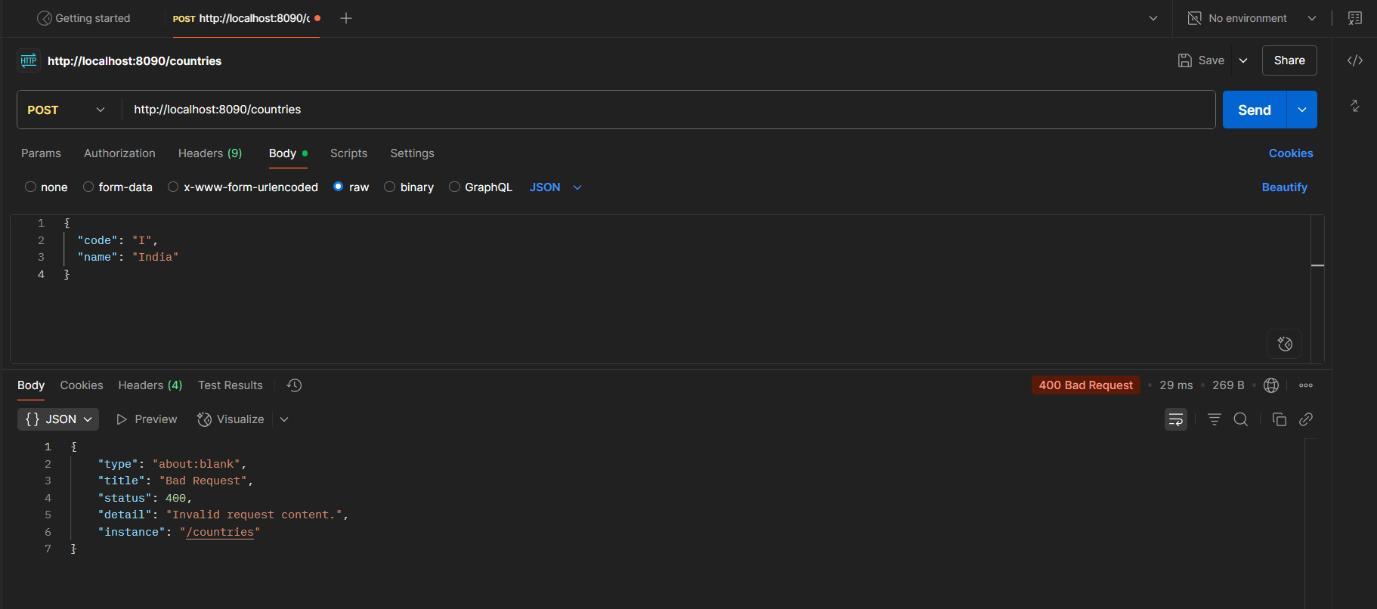 Getting started
POST http://localhost:8090/c
No environment
HTTP http://localhost:8090/countries
Save
Share
POST
http://localhost:8090/countries
Send
Params Authorization Headers (9) Body Scripts Settings
Cookies
none form-data x-www-form-urlencoded raw binary GraphQL JSON
Beautify
1 {
2 "code": "I",
3 "name": "India"
4 }
Body Cookies Headers (4) Test Results
400 Bad Request • 29 ms • 269 B
{} JSON Preview Visualize
1 {
2 "type": "about:blank",
3 "title": "Bad Request",
4 "status": 400,
5 "detail": "Invalid request content.",
6 "instance": "/countries"
7 }